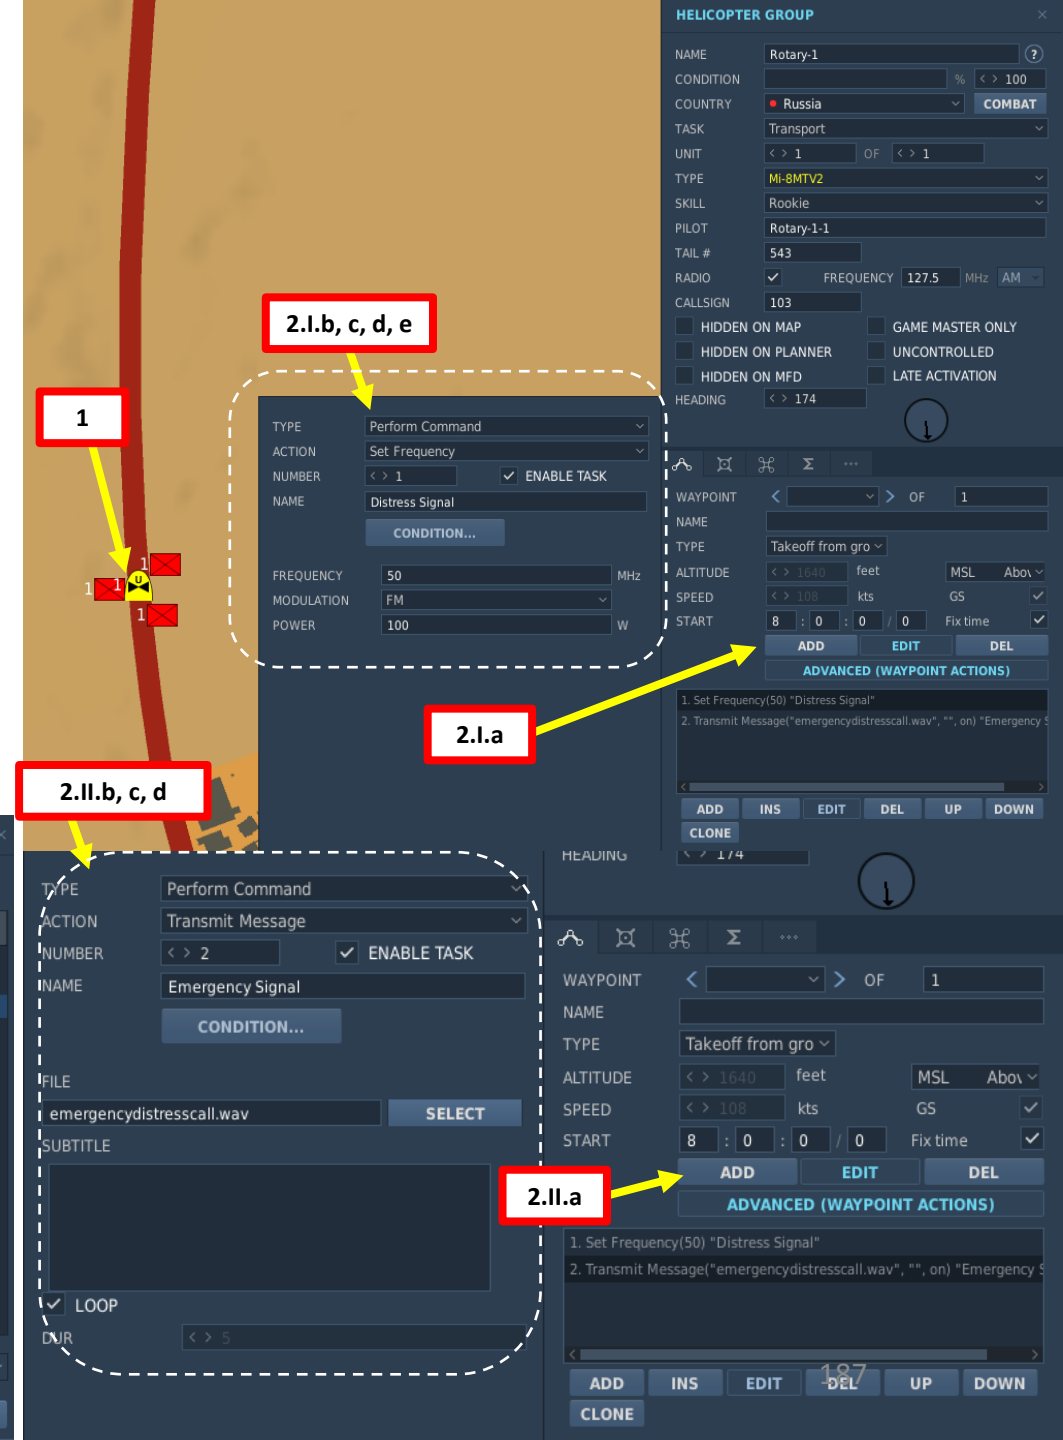 HELICOPTER GROUP
NAME Rotary-1 ?
CONDITION % < > 100
COUNTRY Russia COMBAT
TASK Transport
UNIT < > 1 OF < > 1
TYPE Mi-8MTV2
SKILL Rookie
PILOT Rotary-1-1
TAIL # 543
RADIO FREQUENCY 127.5 MHz AM
CALLSIGN 103
HIDDEN ON MAP GAME MASTER ONLY
HIDDEN ON PLANNER UNCONTROLLED
HIDDEN ON MFD LATE ACTIVATION
HEADING < > 174
WAYPOINT < > OF 1
NAME
TYPE Takeoff from gro
ALTITUDE < > 1640 feet MSL Abov
SPEED < > 108 kts GS
START 8 : 0 : 0 / 0 Fix time
ADD EDIT DEL
ADVANCED (WAYPOINT ACTIONS)
1. Set Frequency(50) "Distress Signal"
2. Transmit Message("emergencydistresscall.wav", "", on) "Emergency S
ADD INS EDIT DEL UP DOWN
CLONE
2.I.b, c, d, e
1
TYPE Perform Command
ACTION Set Frequency
NUMBER < > 1 ENABLE TASK
NAME Distress Signal
CONDITION...
FREQUENCY 50 MHz
MODULATION FM
POWER 100 W
1
1 1 U
1
2.I.a
2.II.b, c, d
TYPE Perform Command
ACTION Transmit Message
NUMBER < > 2 ENABLE TASK
NAME Emergency Signal
CONDITION...
FILE
emergencydistresscall.wav SELECT
SUBTITLE
LOOP
DUR < > 5
HEADING < > 174
WAYPOINT < > OF 1
NAME
TYPE Takeoff from gro
ALTITUDE < > 1640 feet MSL Abov
SPEED < > 108 kts GS
START 8 : 0 : 0 / 0 Fix time
2.II.a
ADD EDIT DEL
ADVANCED (WAYPOINT ACTIONS)
1. Set Frequency(50) "Distress Signal"
2. Transmit Message("emergencydistresscall.wav", "", on) "Emergency S
187
ADD INS EDIT DEL UP DOWN
CLONE